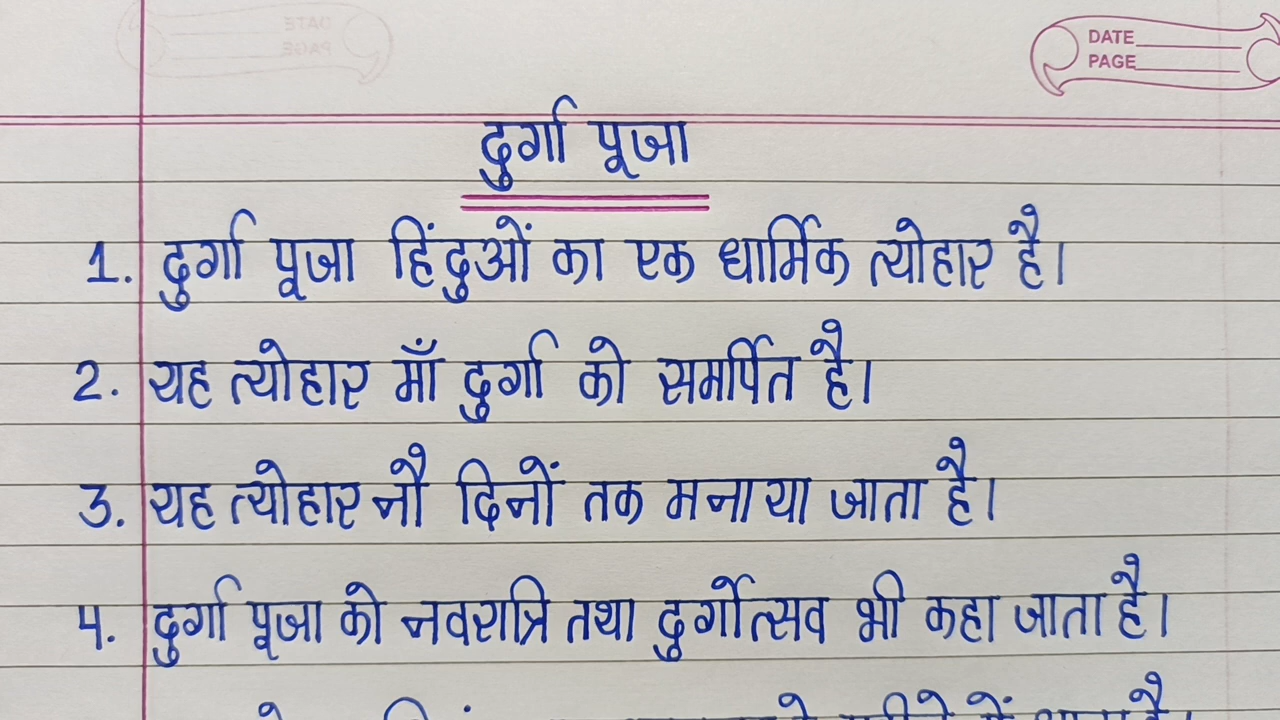 DATE
PAGE
दुर्गा पूजा
1. दुर्गा पूजा हिंदुओं का एक धार्मिक त्योहार है।
2. यह त्योहार माँ दुर्गा को समर्पित है।
3. यह त्योहार नौ दिनों तक मनाया जाता है।
4. दुर्गा पूजा को नवरात्रि तथा दुर्गोत्सव भी कहा जाता है।